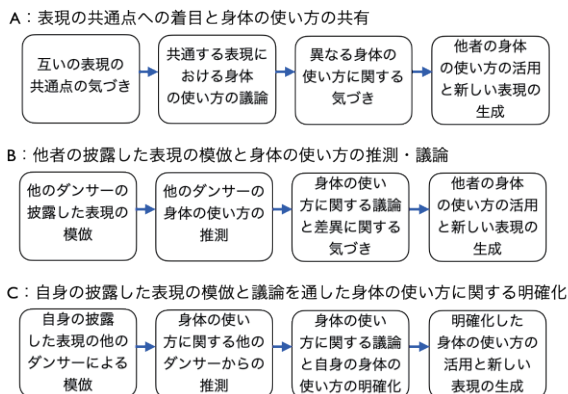 A：表現の共通点への着目と身体の使い方の共有
互いの表現の
共通点の気づき
共通する表現に
おける身体
の使い方の議論
異なる身体の
使い方に関する
気づき
他者の身体
の使い方の活用
と新しい表現の
生成
B：他者の披露した表現の模倣と身体の使い方の推測・議論
他のダンサーの
披露した表現の
模倣
他のダンサーの
身体の使い方の
推測
身体の使い
方に関する議論
と差異に関する
気づき
他者の身体
の使い方の活用
と新しい表現の
生成
C：自身の披露した表現の模倣と議論を通した身体の使い方に関する明確化
自身の披露
した表現の他の
ダンサーによる
模倣
身体の使い
方に関する他の
ダンサーからの
推測
身体の使い
方に関する議論
と自身の身体の
使い方の明確化
明確化した
身体の使い方の
活用と新しい
表現の生成